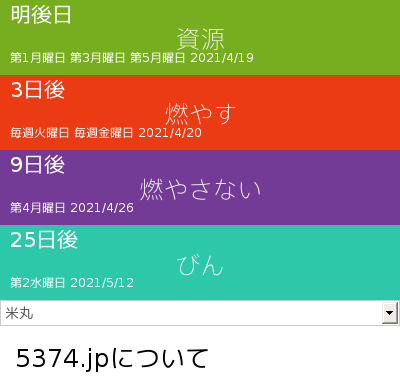 明後日
資源
第1月曜日 第3月曜日 第5月曜日 2021/4/19
3日後
燃やす
毎週火曜日 毎週金曜日 2021/4/20
9日後
燃やさない
第4月曜日 2021/4/26
25日後
びん
第2水曜日 2021/5/12
米丸
5374.jpについて